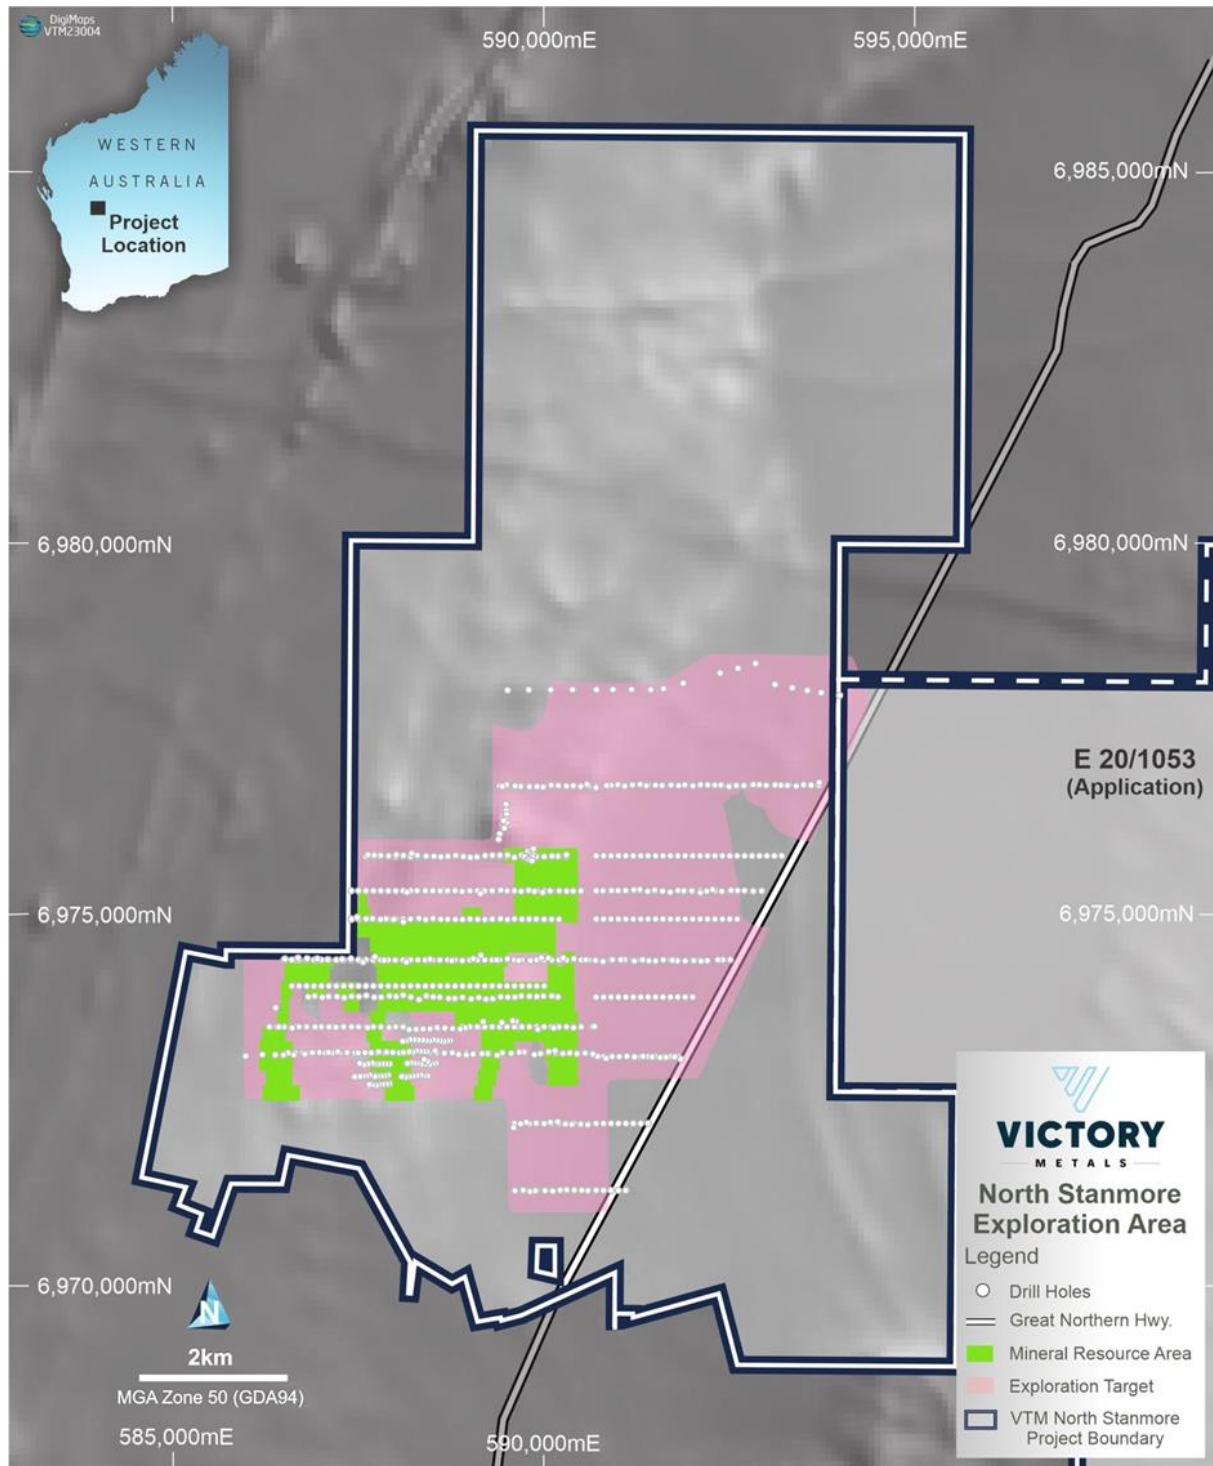 DigiMaps
VTM23004
590,000mE
595,000mE
WESTERN
AUSTRALIA
Project
Location
6,985,000mN
6,980,000mN
6,980,000mN
E 20/1053
(Application)
6,975,000mN
6,975,000mN
6,970,000mN
N
2km
MGA Zone 50 (GDA94)
585,000mE
590,000mE
VICTORY
METALS
North Stanmore
Exploration Area
Legend
Drill Holes
Great Northern Hwy.
Mineral Resource Area
Exploration Target
VTM North Stanmore
Project Boundary